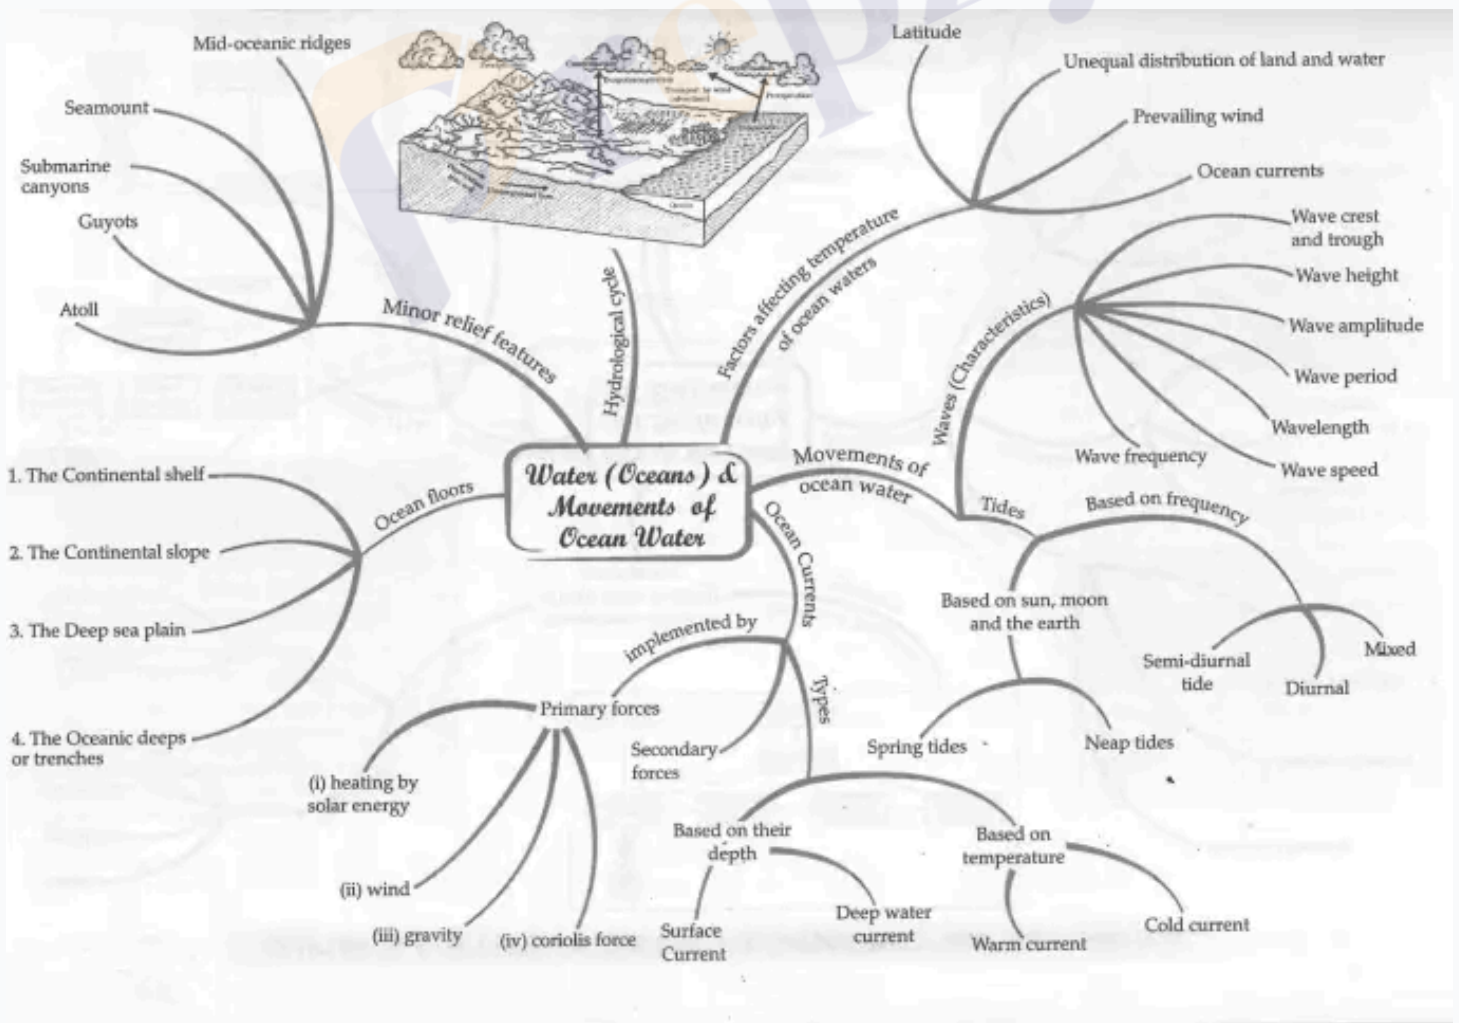 Mid-oceanic ridges
Seamount
Submarine
canyons
Guyots
Atoll
Minor relief features
Hydrological cycle
Factors affecting temperature
of ocean waters
Latitude
Unequal distribution of land and water
Prevailing wind
Ocean currents
Wave crest
and trough
Wave height
Wave amplitude
Wave period
Wavelength
Wave speed
Wave frequency
Waves (Characteristics)
Water (Oceans) &
Movements of
Ocean Water
Movements of
ocean water
Tides
Based on frequency
Semi-diurnal
tide
Diurnal
Mixed
Based on sun, moon
and the earth
Spring tides
Neap tides
Ocean floors
1. The Continental shelf
2. The Continental slope
3. The Deep sea plain
4. The Oceanic deeps
or trenches
Ocean Currents
implemented by
Primary forces
(i) heating by
solar energy
(ii) wind
(iii) gravity
(iv) coriolis force
Secondary
forces
Types
Based on their
depth
Surface
Current
Deep water
current
Based on
temperature
Warm current
Cold current